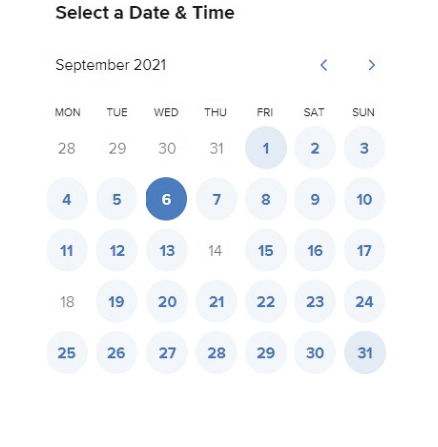 Select a Date & Time
September 2021
MON TUE WED THU FRI SAT SUN
28 29 30 31 1 2 3
4 5 6 7 8 9 10
11 12 13 14 15 16 17
18 19 20 21 22 23 24
25 26 27 28 29 30 31